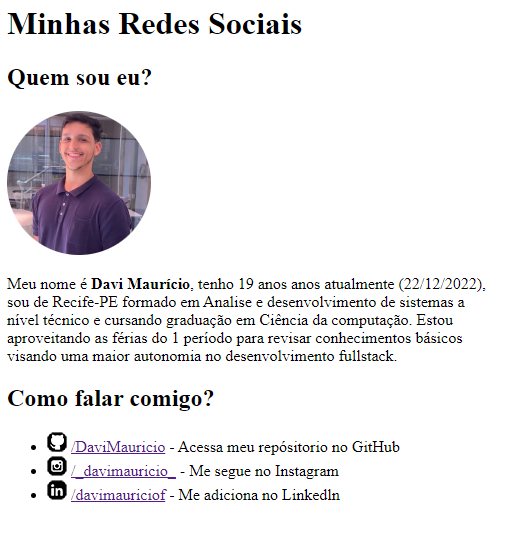 Minhas Redes Sociais
Quem sou eu?
Meu nome é Davi Maurício, tenho 19 anos anos atualmente (22/12/2022),
sou de Recife-PE formado em Analise e desenvolvimento de sistemas a
nível técnico e cursando graduação em Ciência da computação. Estou
aproveitando as férias do 1 período para revisar conhecimentos básicos
visando uma maior autonomia no desenvolvimento fullstack.
Como falar comigo?
/DaviMauricio - Acessa meu repósitorio no GitHub
/_davimauricio_ - Me segue no Instagram
/davimauriciof - Me adiciona no Linkedln